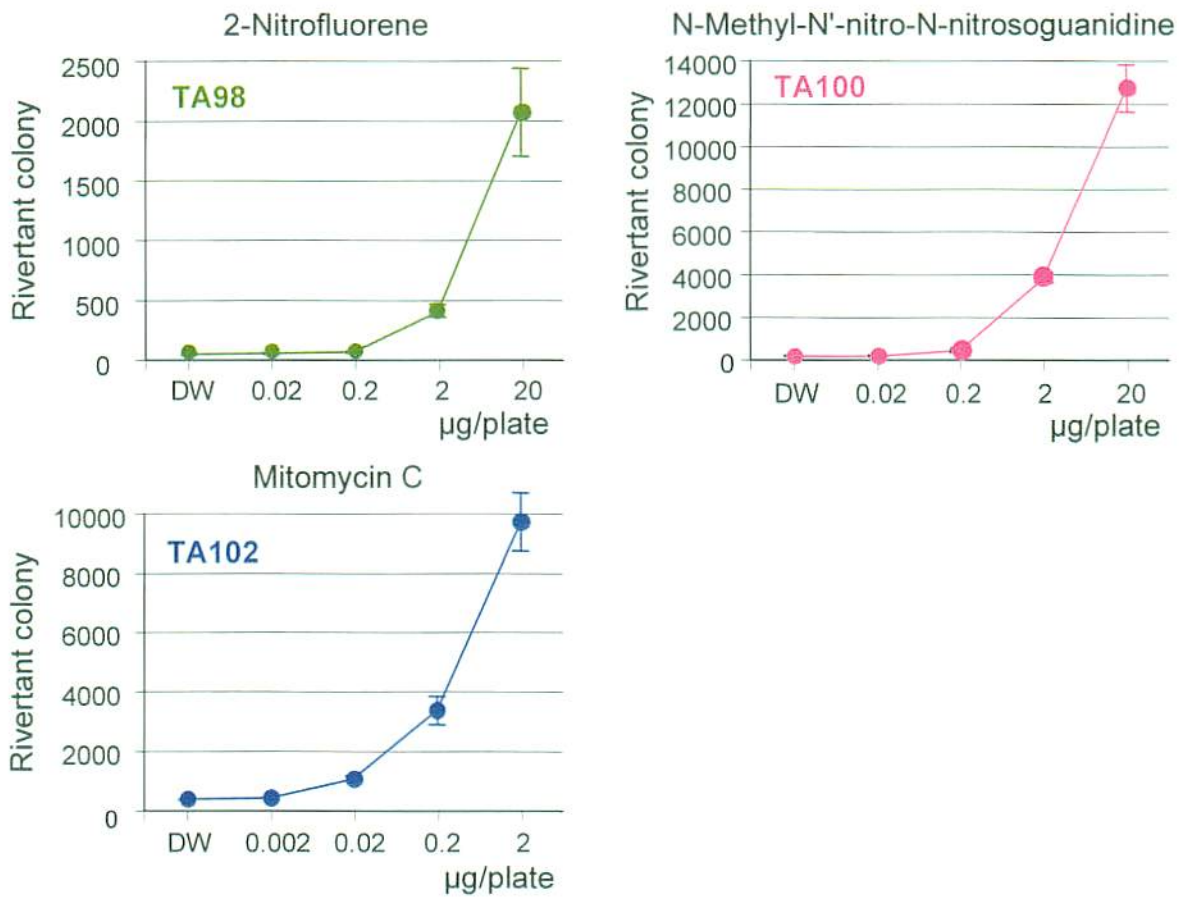 2-Nitrofluorene
TA98
Rivertant colony
2500
2000
1500
1000
500
0
DW 0.02 0.2 2 20
µg/plate
N-Methyl-N'-nitro-N-nitrosoguanidine
TA100
Rivertant colony
14000
12000
10000
8000
6000
4000
2000
0
DW 0.02 0.2 2 20
µg/plate
Mitomycin C
TA102
Rivertant colony
10000
8000
6000
4000
2000
0
DW 0.002 0.02 0.2 2
µg/plate